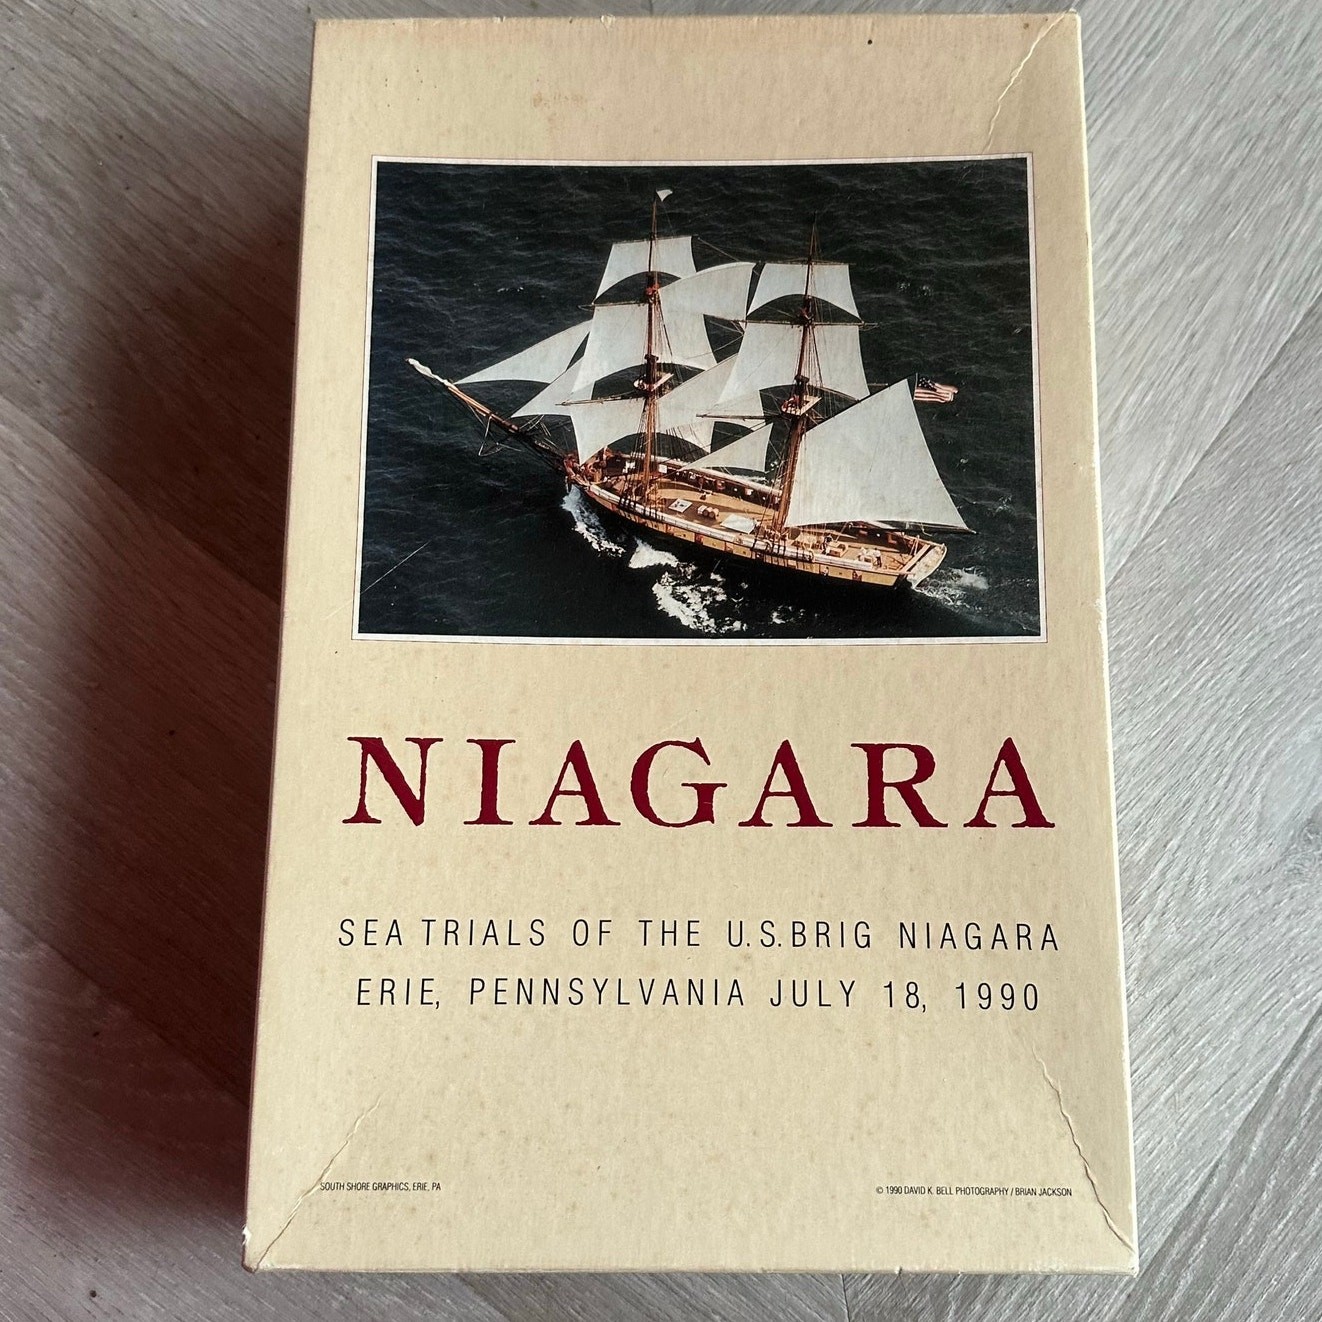 NIAGARA
SEA TRIALS OF THE U.S. BRIG NIAGARA
ERIE, PENNSYLVANIA JULY 18, 1990
SOUTH SHORE GRAPHICS, ERIE, PA
© 1990 DAVID K. BELL PHOTOGRAPHY / BRIAN JACKSON